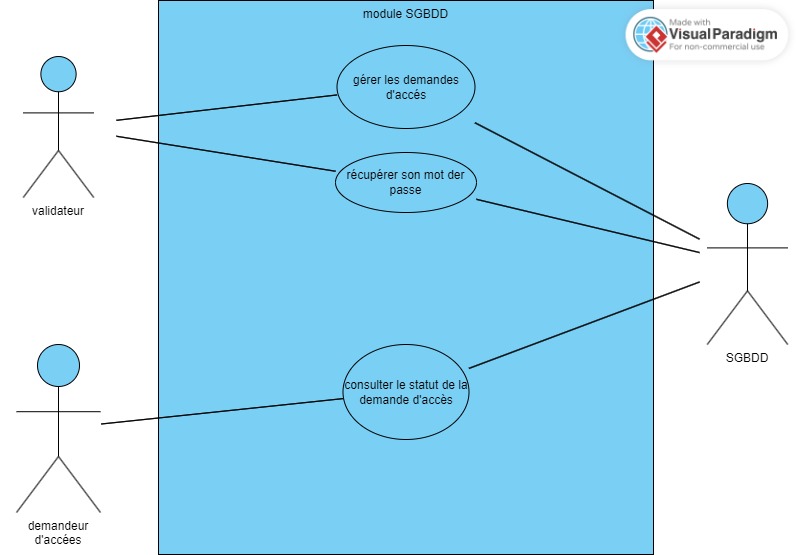 module SGBDD
Made with
Visual Paradigm
For non-commercial use
gérer les demandes
d'accés
validateur
récupérer son mot der
passe
SGBDD
consulter le statut de la
demande d'accès
demandeur
d'accées